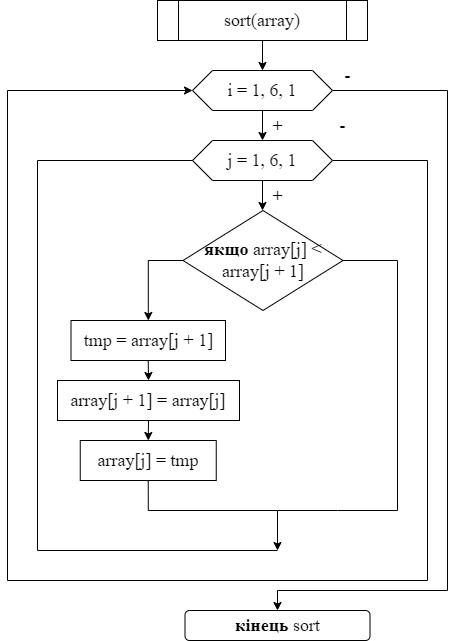 sort(array)
i = 1, 6, 1
-
+
-
j = 1, 6, 1
+
якщо array[j] <
array[j + 1]
tmp = array[j + 1]
array[j + 1] = array[j]
array[j] = tmp
кінець sort